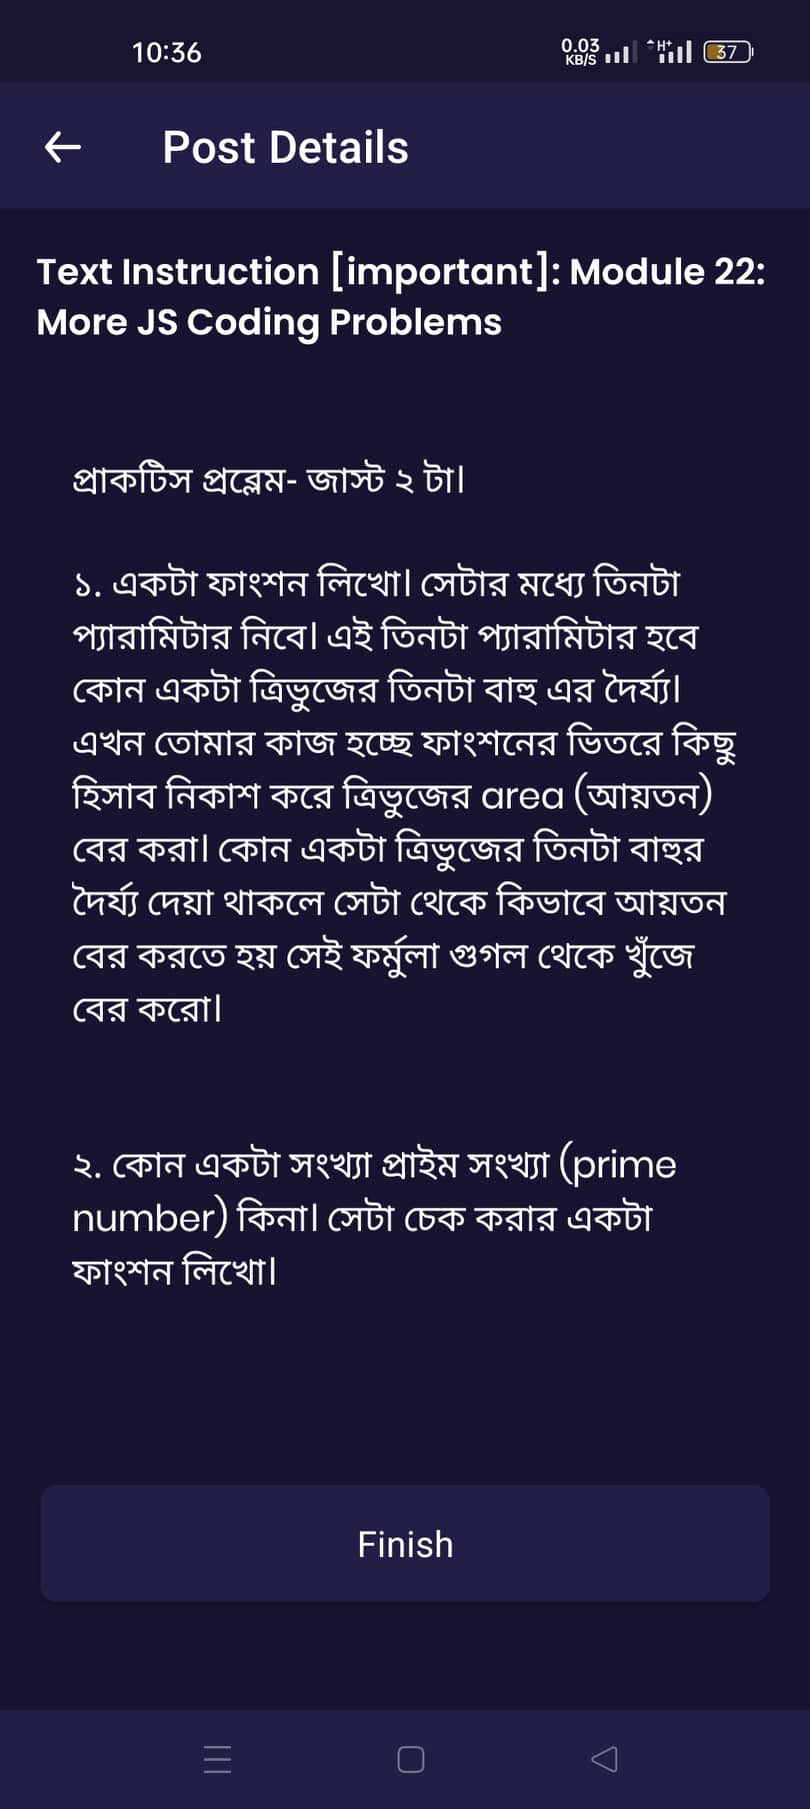 10:36
0.03 KB/S H+ 37
Post Details
Text Instruction [important]: Module 22:
More JS Coding Problems
প্রাকটিস প্রব্লেম- জাস্ট ২ টা।
১. একটা ফাংশন লিখো। সেটার মধ্যে তিনটা
প্যারামিটার নিবে। এই তিনটা প্যারামিটার হবে
কোন একটা ত্রিভুজের তিনটা বাহু এর দৈর্ঘ্য।
এখন তোমার কাজ হচ্ছে ফাংশনের ভিতরে কিছু
হিসাব নিকাশ করে ত্রিভুজের area (আয়তন)
বের করা। কোন একটা ত্রিভুজের তিনটা বাহুর
দৈর্ঘ্য দেয়া থাকলে সেটা থেকে কিভাবে আয়তন
বের করতে হয় সেই ফর্মুলা গুগল থেকে খুঁজে
বের করো।
২. কোন একটা সংখ্যা প্রাইম সংখ্যা (prime
number) কিনা। সেটা চেক করার একটা
ফাংশন লিখো।
Finish